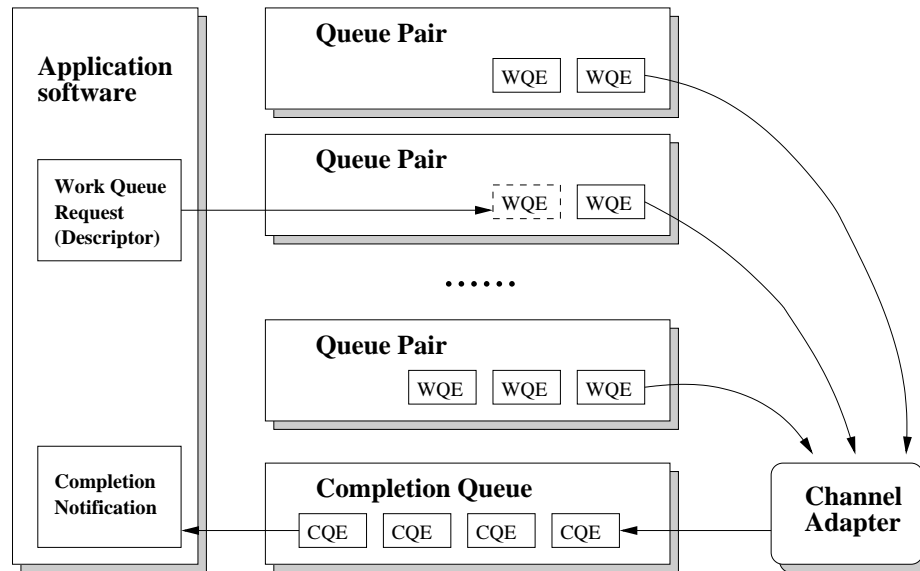 Application
software
Work Queue
Request
(Descriptor)
Completion
Notification
Queue Pair
WQE WQE
Queue Pair
WQE WQE
......
Queue Pair
WQE WQE WQE
Completion Queue
CQE CQE CQE CQE
Channel
Adapter